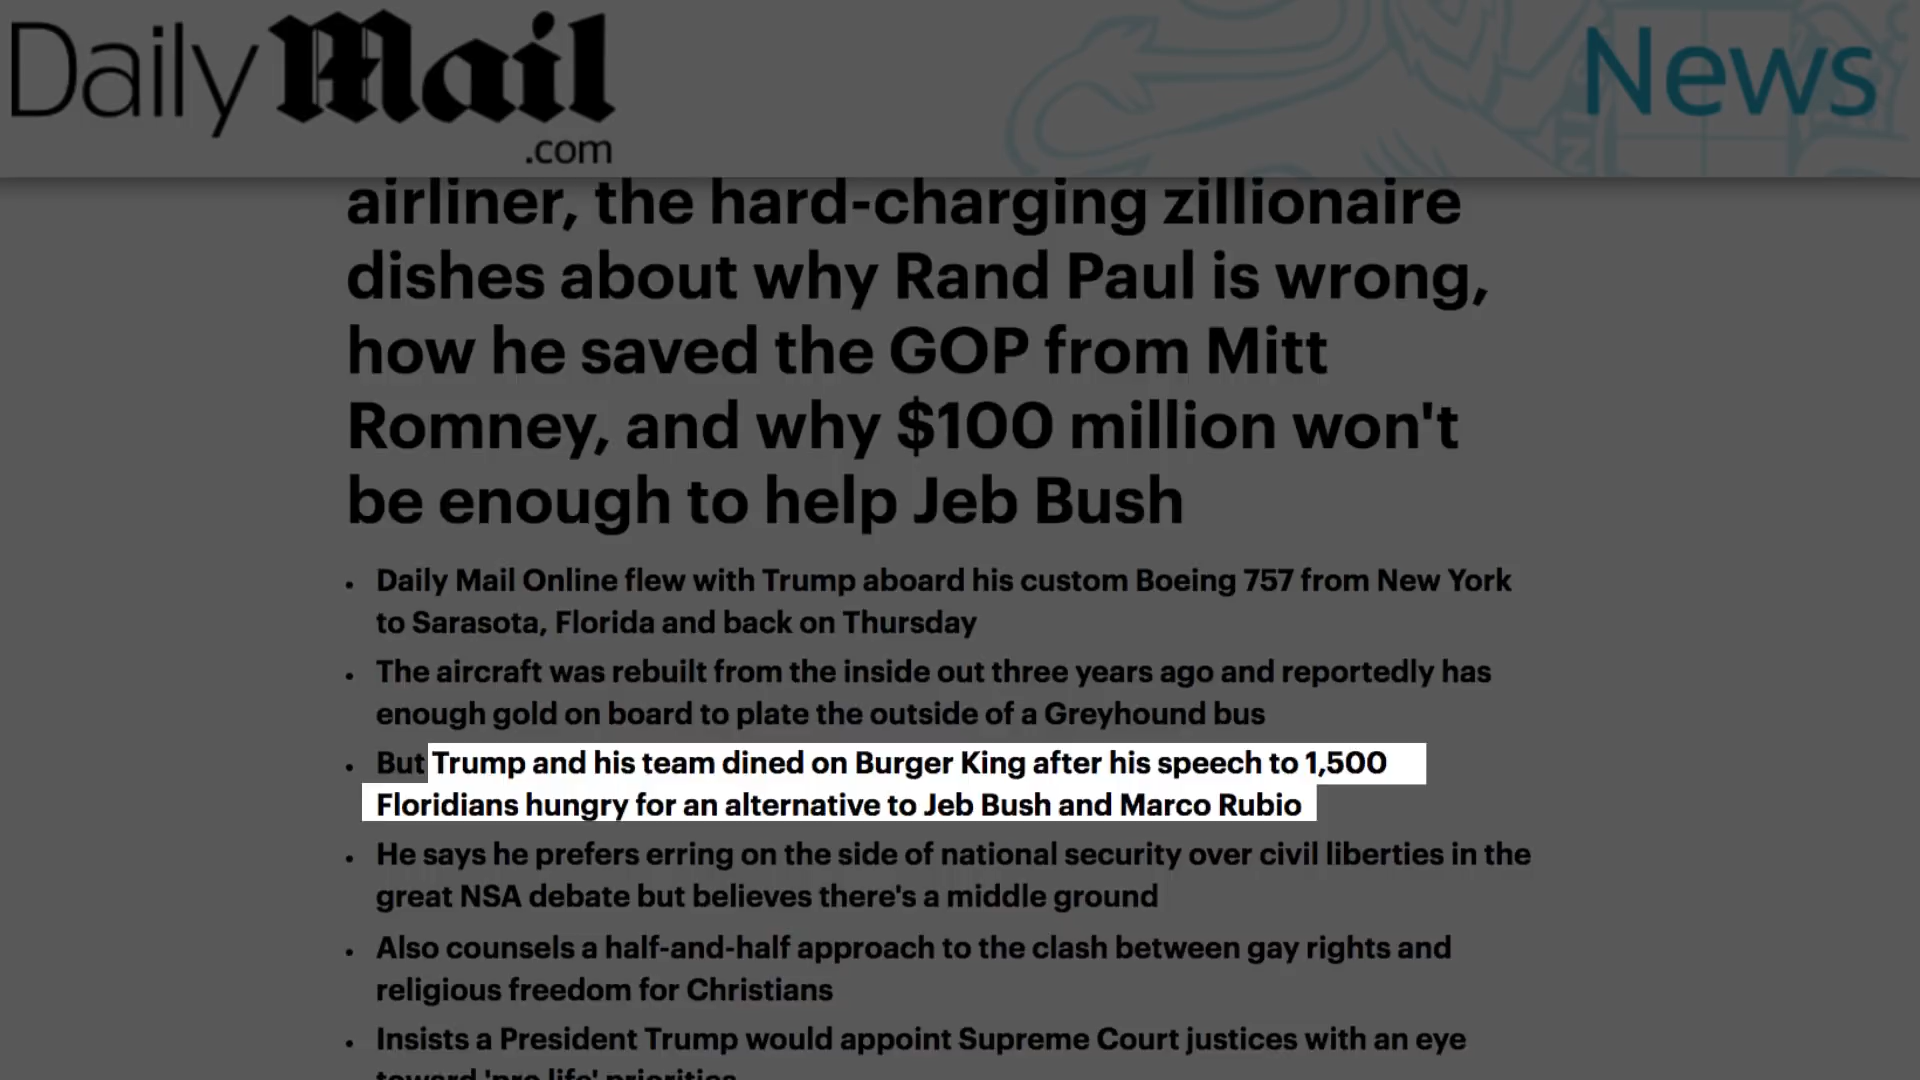 Daily Mail
.com
News
airliner, the hard-charging zillionaire
dishes about why Rand Paul is wrong,
how he saved the GOP from Mitt
Romney, and why $100 million won't
be enough to help Jeb Bush
• Daily Mail Online flew with Trump aboard his custom Boeing 757 from New York
to Sarasota, Florida and back on Thursday
• The aircraft was rebuilt from the inside out three years ago and reportedly has
enough gold on board to plate the outside of a Greyhound bus
• But Trump and his team dined on Burger King after his speech to 1,500
Floridians hungry for an alternative to Jeb Bush and Marco Rubio
• He says he prefers erring on the side of national security over civil liberties in the
great NSA debate but believes there's a middle ground
• Also counsels a half-and-half approach to the clash between gay rights and
religious freedom for Christians
• Insists a President Trump would appoint Supreme Court justices with an eye
toward 'pro life' priorities